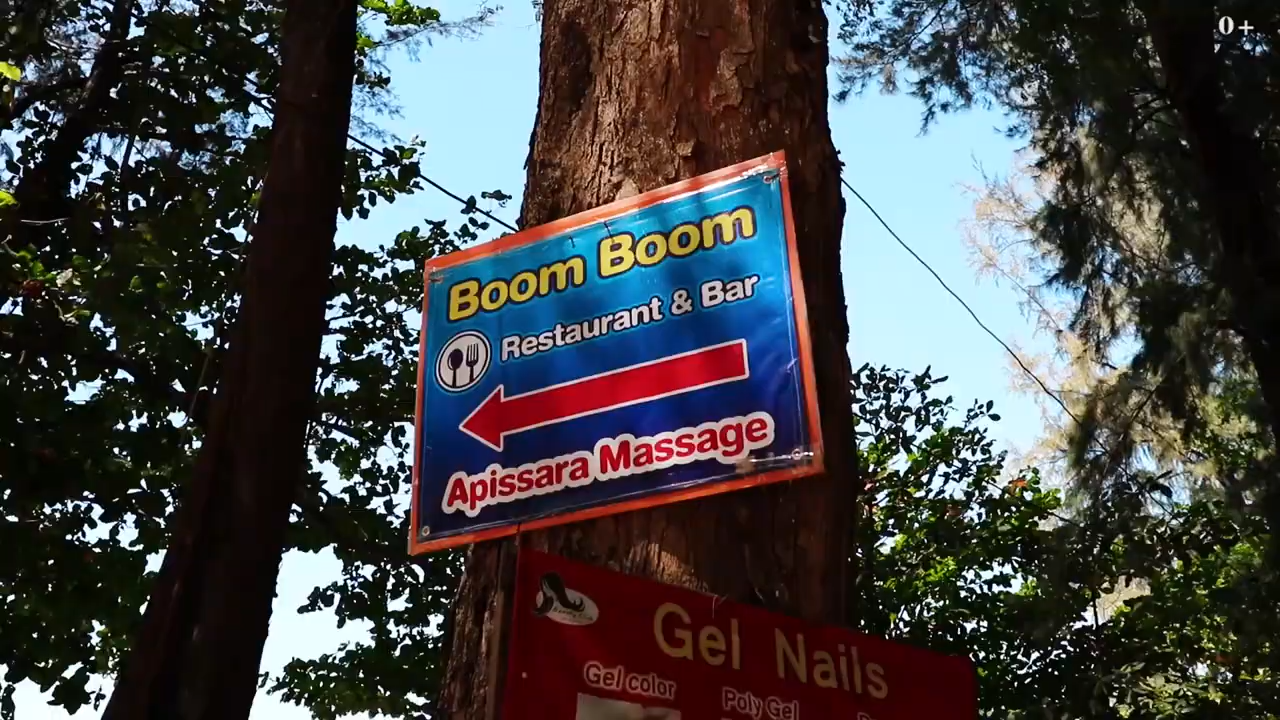 0+
Boom Boom
Restaurant & Bar
Apissara Massage
Gel Nails
Gel color
Poly Gel